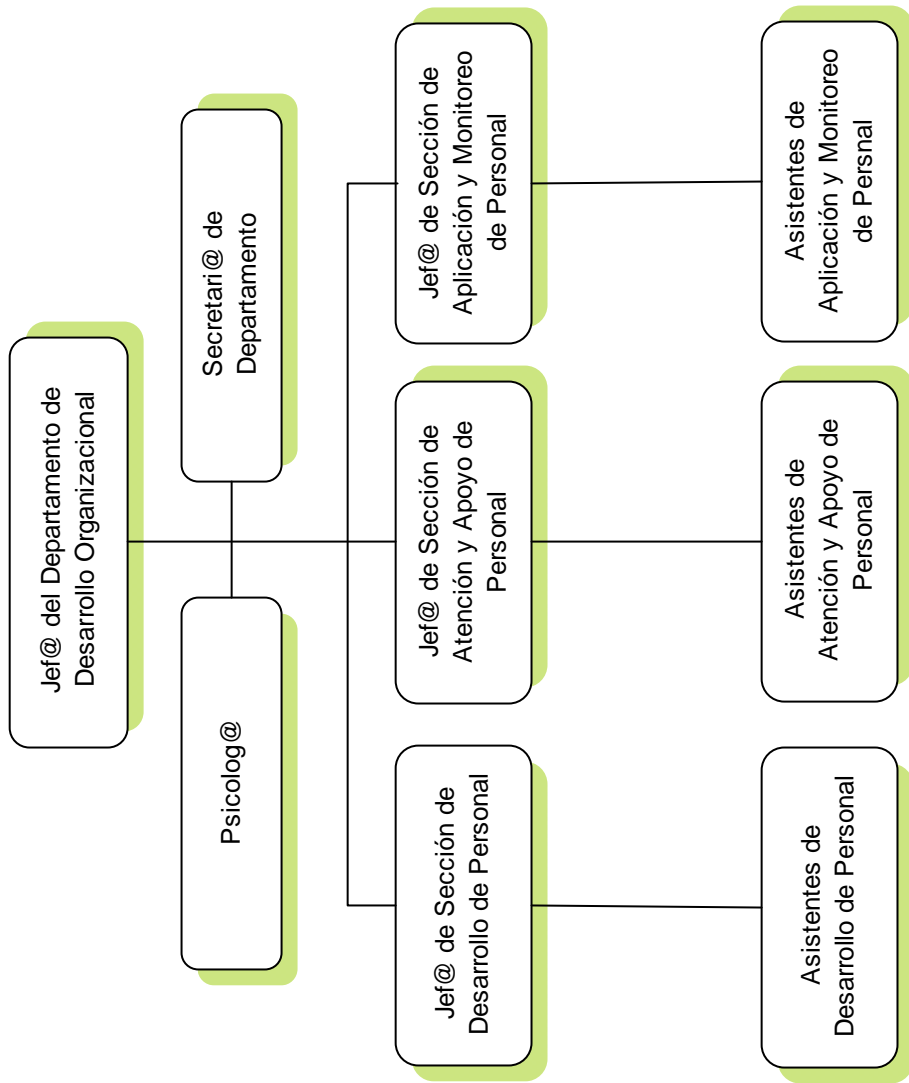 Jef@ del Departamento de
Desarrollo Organizacional
Psicolog@
Secretari@ de
Departamento
Jef@ de Sección de
Desarrollo de Personal
Jef@ de Sección de
Atención y Apoyo de
Personal
Jef@ de Sección de
Aplicación y Monitoreo
de Personal
Asistentes de
Desarrollo de Personal
Asistentes de
Atención y Apoyo de
Personal
Asistentes de
Aplicación y Monitoreo
de Persnal